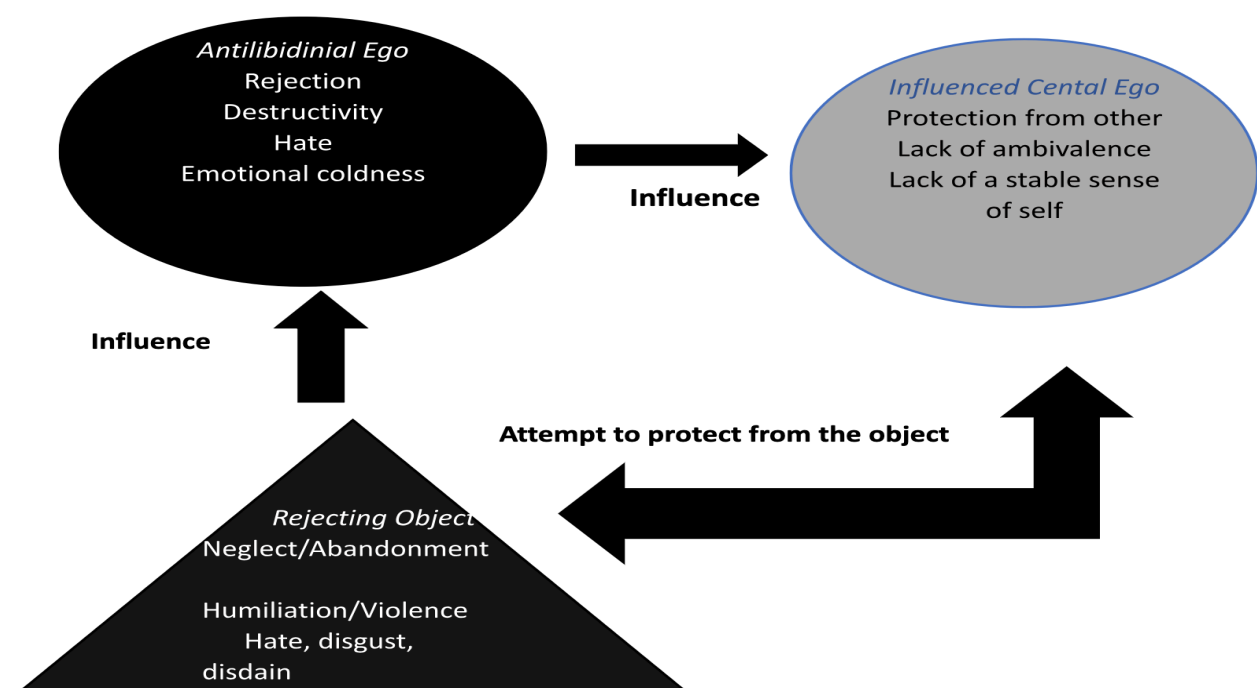 Antilibidinial Ego
Rejection
Destructivity
Hate
Emotional coldness
Influence
Influenced Cental Ego
Protection from other
Lack of ambivalence
Lack of a stable sense
of self
Influence
Attempt to protect from the object
Rejecting Object
Neglect/Abandonment
Humiliation/Violence
Hate, disgust,
disdain